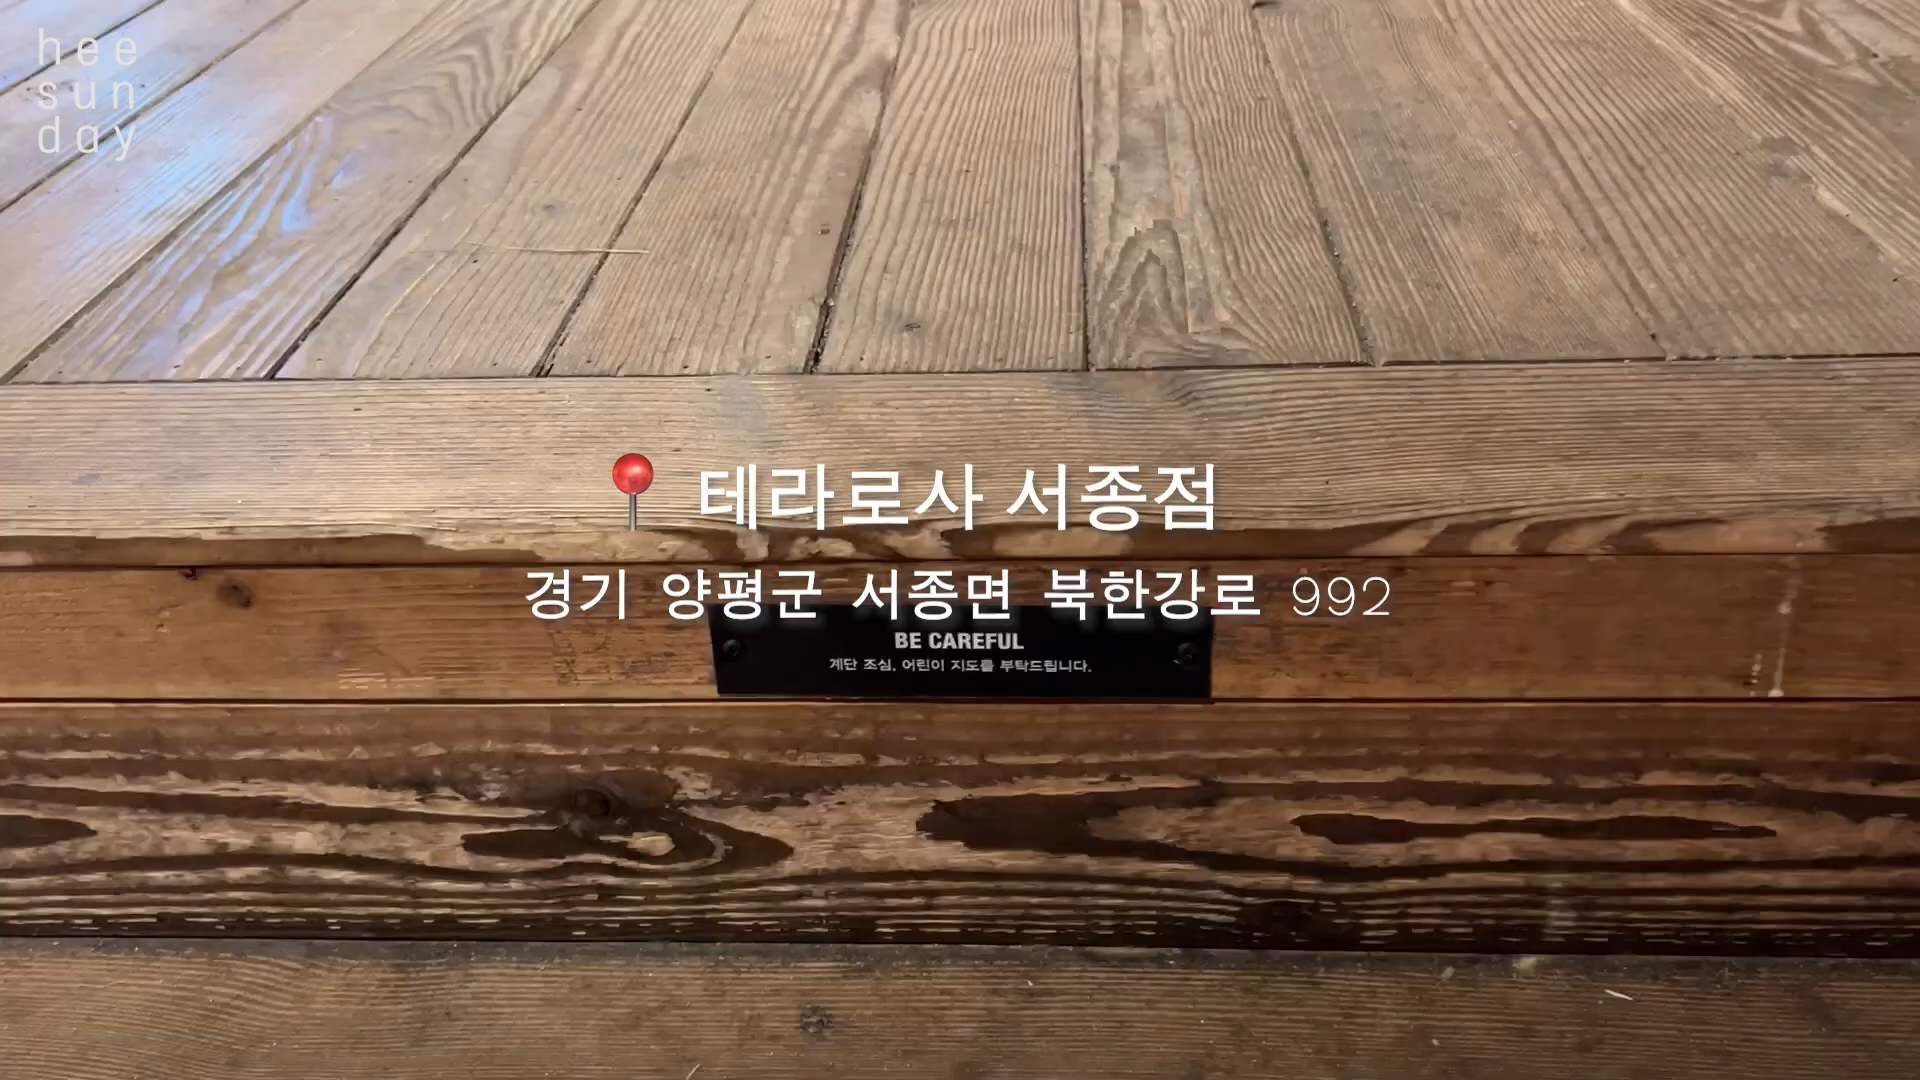 hee
sun
day
📍 테라로사 서종점
경기 양평군 서종면 북한강로 992
BE CAREFUL
계단 조심, 어린이 지도를 부탁드립니다.